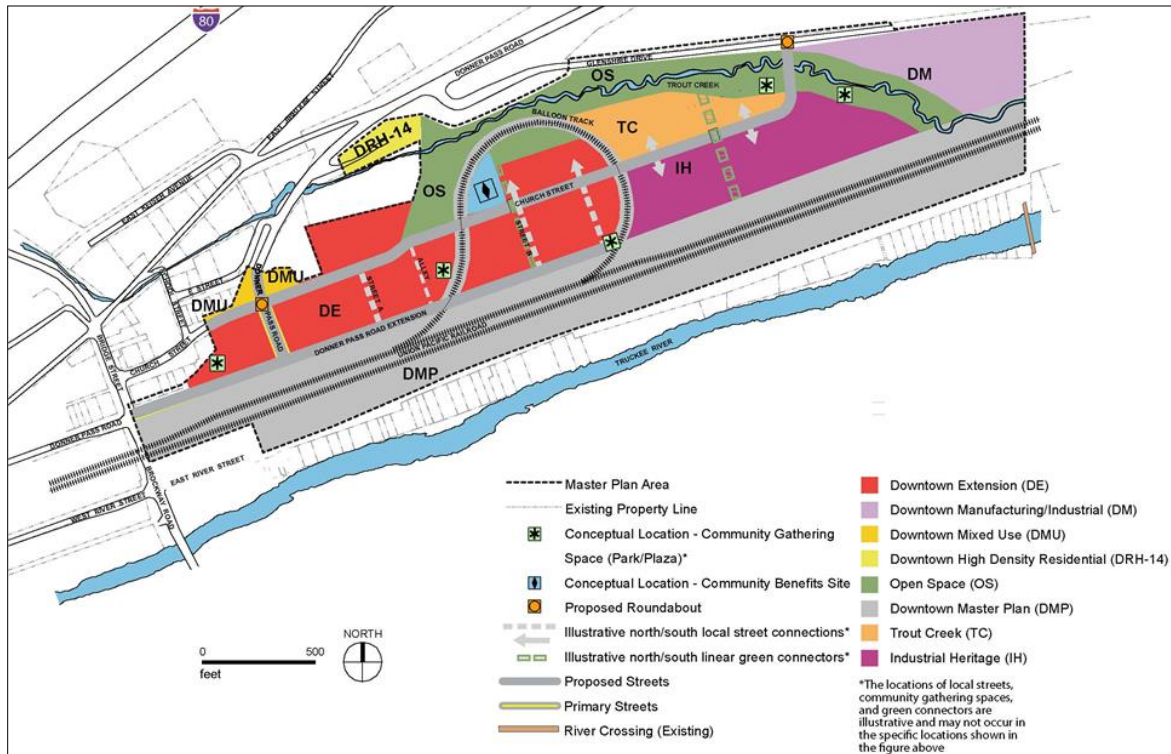 80
DONNER PASS ROAD
GLENSHIRE DRIVE
EAST KEISER AVENUE
OS
TROUT CREEK
DM
BALLOON TRACK
TC
DRH-14
OS
IH
CHURCH STREET
STREET B
ALLEY
STREET A
DMU
DMU
DONNER
PASS ROAD
DE
DONNER PASS ROAD EXTENSION
UNION PACIFIC RAILROAD
DMP
TRUCKEE RIVER
BRIDGE STREET
CHURCH STREET
DONNER PASS ROAD
EAST RIVER STREET
WEST RIVER STREET
BROCKWAY ROAD
0 500
feet
NORTH
Master Plan Area
Existing Property Line
Conceptual Location - Community Gathering
Space (Park/Plaza)*
Conceptual Location - Community Benefits Site
Proposed Roundabout
Illustrative north/south local street connections*
Illustrative north/south linear green connectors*
Proposed Streets
Primary Streets
River Crossing (Existing)
Downtown Extension (DE)
Downtown Manufacturing/Industrial (DM)
Downtown Mixed Use (DMU)
Downtown High Density Residential (DRH-14)
Open Space (OS)
Downtown Master Plan (DMP)
Trout Creek (TC)
Industrial Heritage (IH)
*The locations of local streets,
community gathering spaces,
and green connectors are
illustrative and may not occur in
the specific locations shown in
the figure above